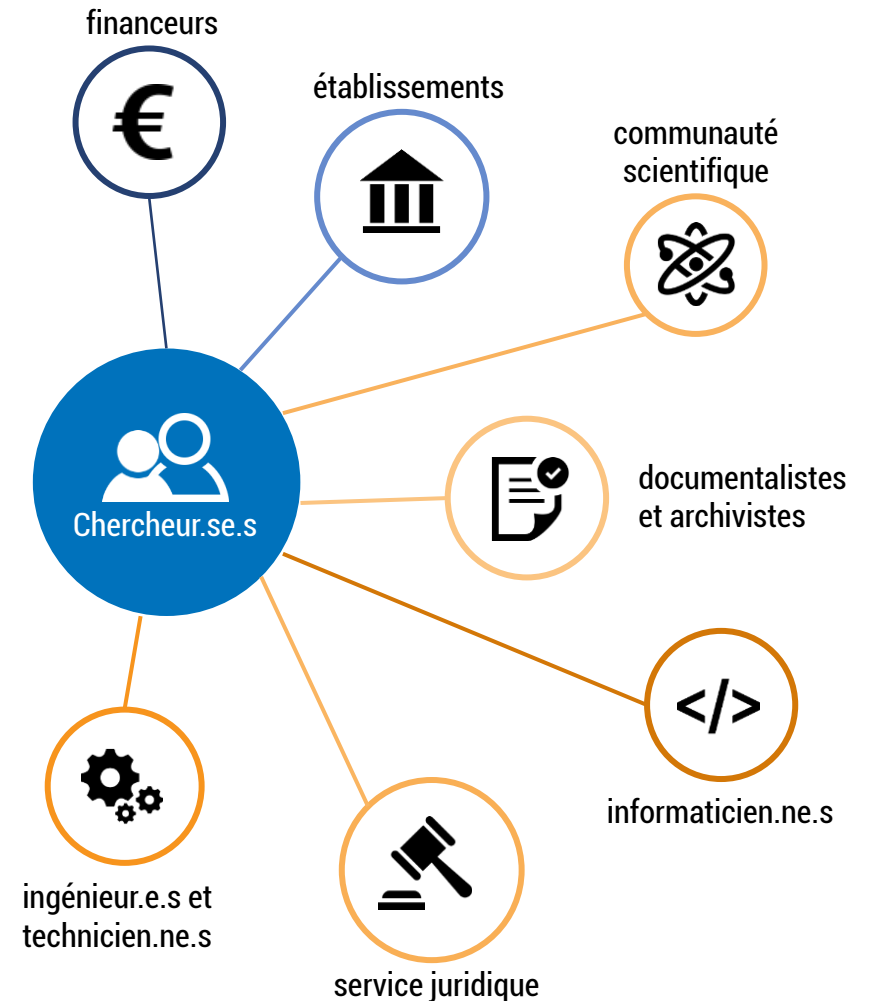 financeurs
€
établissements
communauté
scientifique
documentalistes
et archivistes
Chercheur.se.s
</>
informaticien.ne.s
ingénieur.e.s et
technicien.ne.s
service juridique